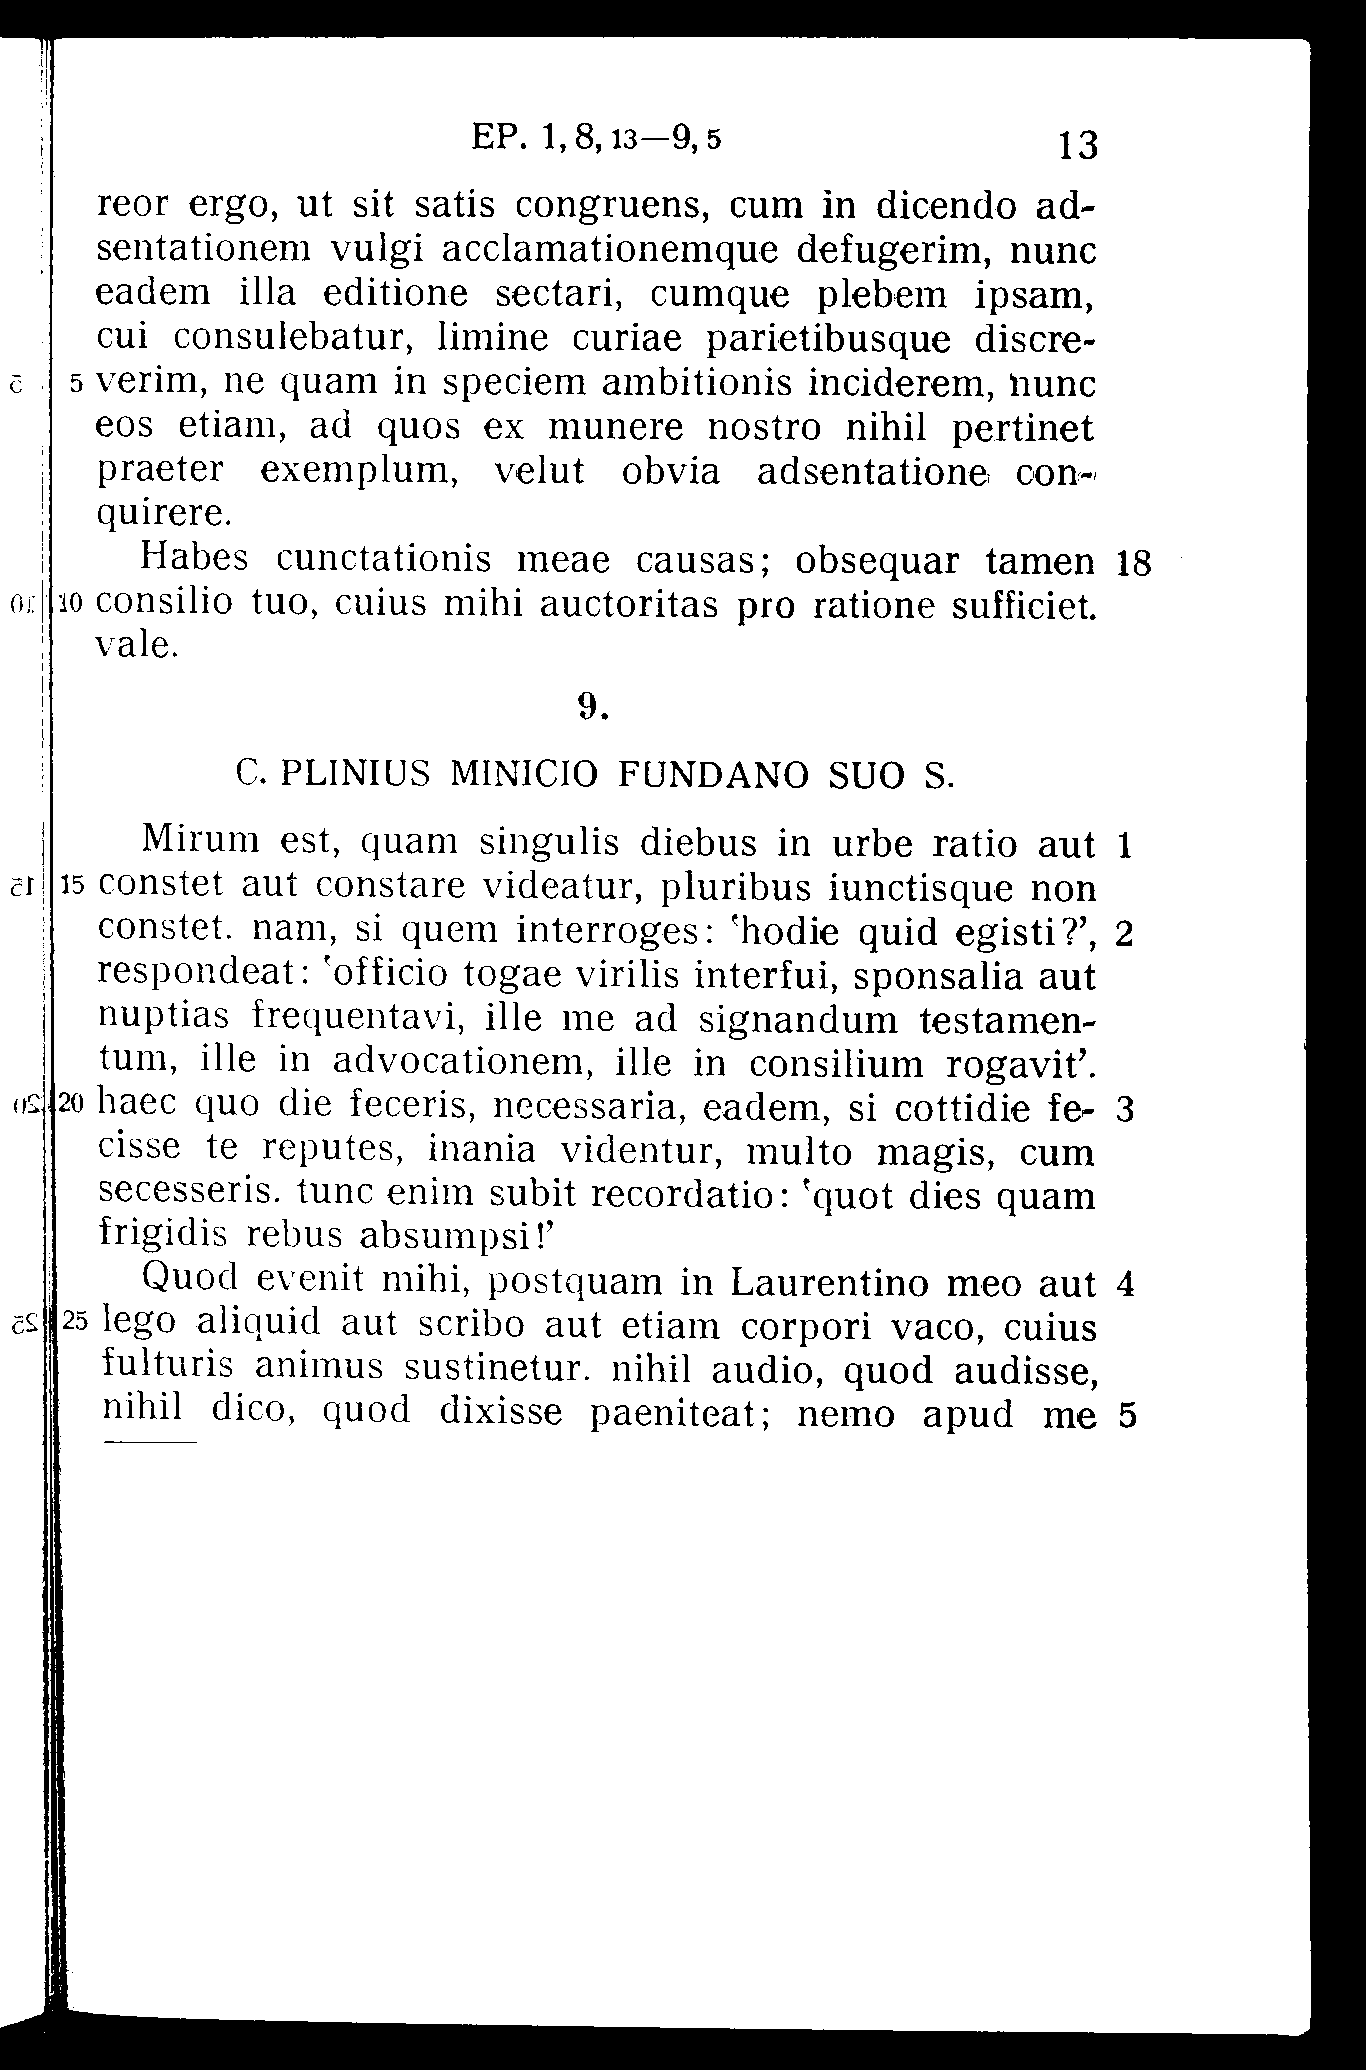 EP. 1, 8, 13—9, 5 13
reor ergo, ut sit satis congruens, cum in dicendo ad-
sentationem vulgi acclamationemque defugerim, nunc
eadem illa editione sectari, cumque plebem ipsam,
cui consulebatur, limine curiae parietibusque discre-
5 verim, ne quam in speciem ambitionis inciderem, nunc
eos etiam, ad quos ex munere nostro nihil pertinet
praeter exemplum, velut obvia adsentatione con-
quirere.
Habes cunctationis meae causas; obsequar tamen 18
10 consilio tuo, cuius mihi auctoritas pro ratione sufficiet.
vale.
9.
C. PLINIUS MINICIO FUNDANO SUO S.
Mirum est, quam singulis diebus in urbe ratio aut 1
15 constet aut constare videatur, pluribus iunctisque non
constet. nam, si quem interroges: ‛hodie quid egisti?’, 2
respondeat: ‛officio togae virilis interfui, sponsalia aut
nuptias frequentavi, ille me ad signandum testamen-
tum, ille in advocationem, ille in consilium rogavit’.
20 haec quo die feceris, necessaria, eadem, si cottidie fe- 3
cisse te reputes, inania videntur, multo magis, cum
secesseris. tunc enim subit recordatio: ‛quot dies quam
frigidis rebus absumpsi!’
Quod evenit mihi, postquam in Laurentino meo aut 4
25 lego aliquid aut scribo aut etiam corpori vaco, cuius
fulturis animus sustinetur. nihil audio, quod audisse,
nihil dico, quod dixisse paeniteat; nemo apud me 5